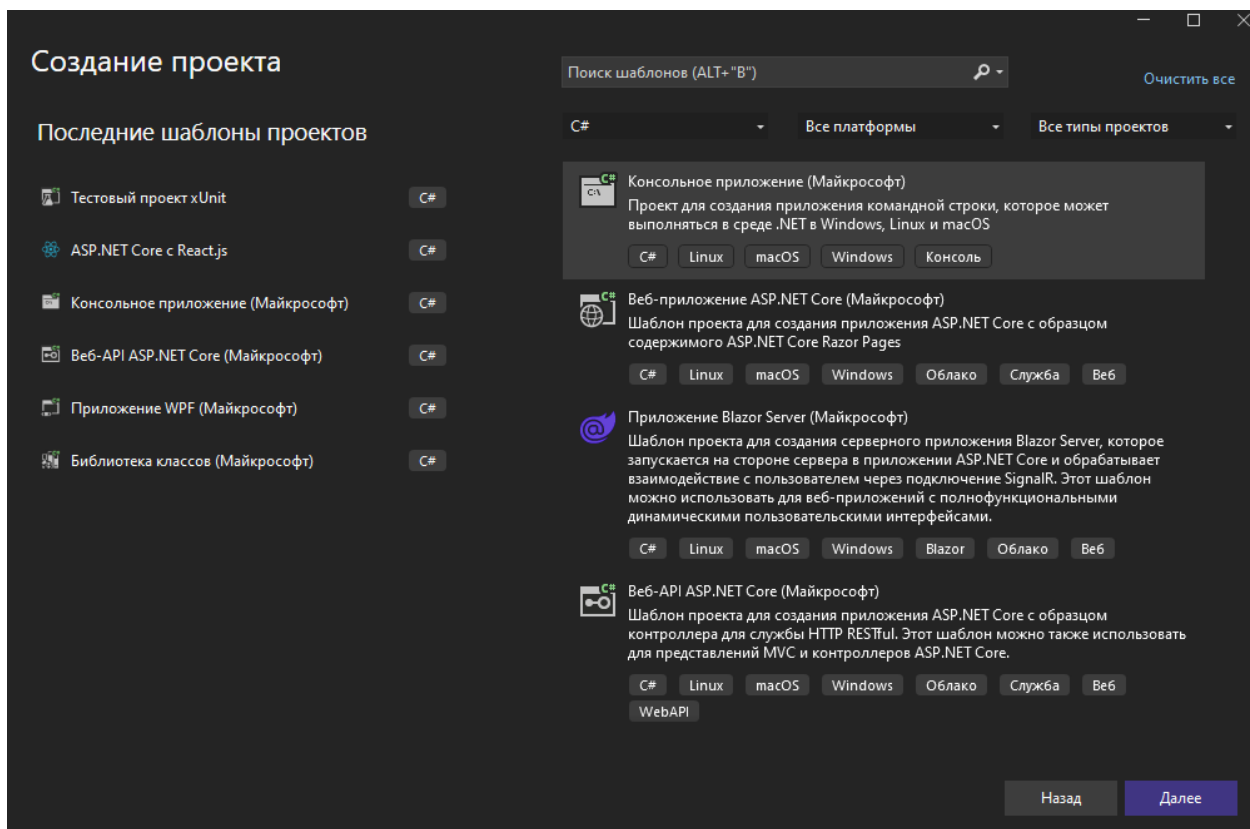 Создание проекта
Поиск шаблонов (ALT+"B")
Очистить все
Последние шаблоны проектов
C#
Все платформы
Все типы проектов
Тестовый проект xUnit
C#
ASP.NET Core с React.js
C#
Консольное приложение (Майкрософт)
C#
Веб-API ASP.NET Core (Майкрософт)
C#
Приложение WPF (Майкрософт)
C#
Библиотека классов (Майкрософт)
C#
Консольное приложение (Майкрософт)
Проект для создания приложения командной строки, которое может
выполняться в среде .NET в Windows, Linux и macOS
C# Linux macOS Windows Консоль
Веб-приложение ASP.NET Core (Майкрософт)
Шаблон проекта для создания приложения ASP.NET Core с образцом
содержимого ASP.NET Core Razor Pages
C# Linux macOS Windows Облако Служба Веб
Приложение Blazor Server (Майкрософт)
Шаблон проекта для создания серверного приложения Blazor Server, которое
запускается на стороне сервера в приложении ASP.NET Core и обрабатывает
взаимодействие с пользователем через подключение SignalR. Этот шаблон
можно использовать для веб-приложений с полнофункциональными
динамическими пользовательскими интерфейсами.
C# Linux macOS Windows Blazor Облако Веб
Веб-API ASP.NET Core (Майкрософт)
Шаблон проекта для создания приложения ASP.NET Core с образцом
контроллера для службы HTTP RESTful. Этот шаблон можно также использовать
для представлений MVC и контроллеров ASP.NET Core.
C# Linux macOS Windows Облако Служба Веб
WebAPI
Назад
Далее